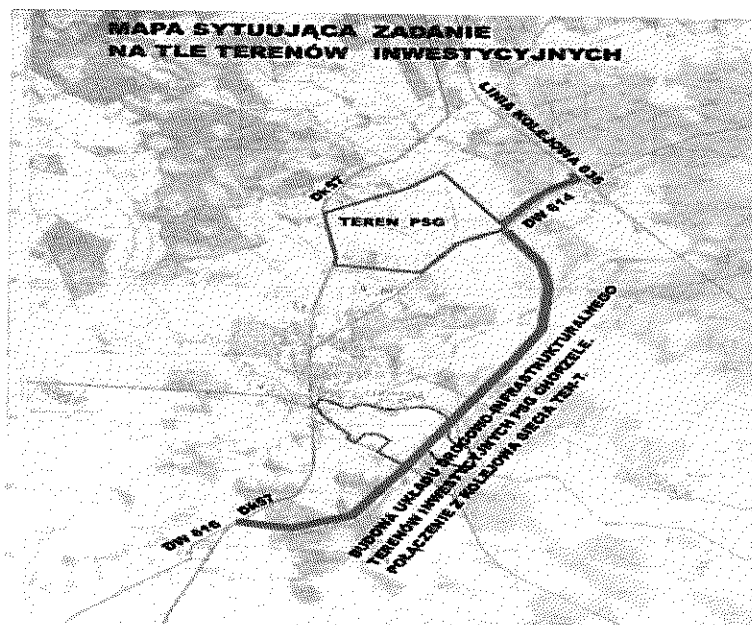 MAPA SYTUUJĄCA ZADANIE
NA TLE TERENÓW INWESTYCYJNYCH
LINIA KOLEJOWA 035
DK57
TEREN PSG
DW 614
BUDOWA UKŁADU DROGOWO-INFRASTRUKTURALNEGO
TERENÓW INWESTYCYJNYCH PSG CHORZELE.
POŁĄCZENIE Z KOLEJOWĄ SIECIĄ TEN-T.
DK57
DW 616